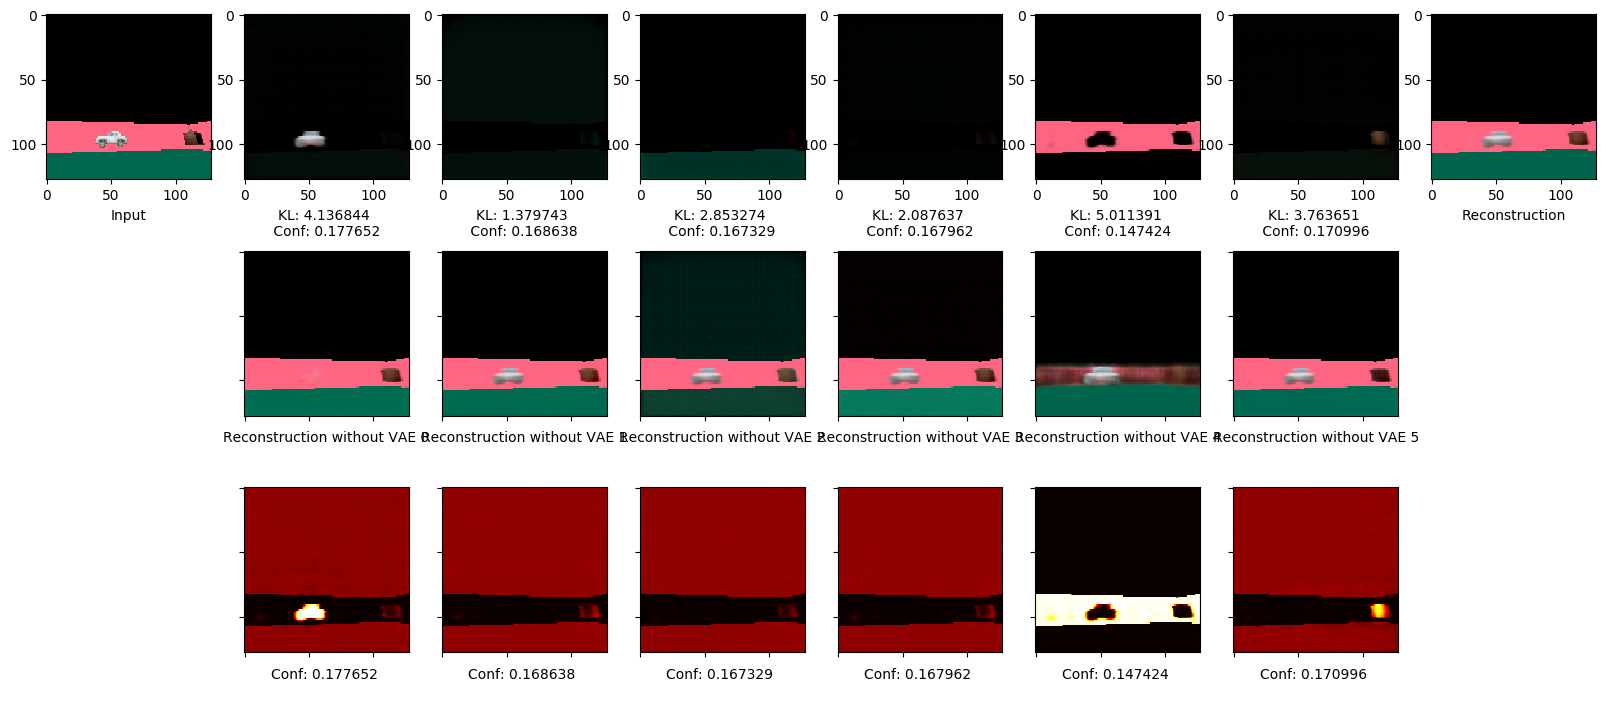 0
50
100
0 50 100
Input
0
50
100
0 50 100
KL: 4.136844
Conf: 0.177652
0
50
100
0 50 100
KL: 1.379743
Conf: 0.168638
0
50
100
0 50 100
KL: 2.853274
Conf: 0.167329
0
50
100
0 50 100
KL: 2.087637
Conf: 0.167962
0
50
100
0 50 100
KL: 5.011391
Conf: 0.147424
0
50
100
0 50 100
KL: 3.763651
Conf: 0.170996
0
50
100
0 50 100
Reconstruction
Reconstruction without VAE 0
Reconstruction without VAE 1
Reconstruction without VAE 2
Reconstruction without VAE 3
Reconstruction without VAE 4
Reconstruction without VAE 5
Conf: 0.177652
Conf: 0.168638
Conf: 0.167329
Conf: 0.167962
Conf: 0.147424
Conf: 0.170996